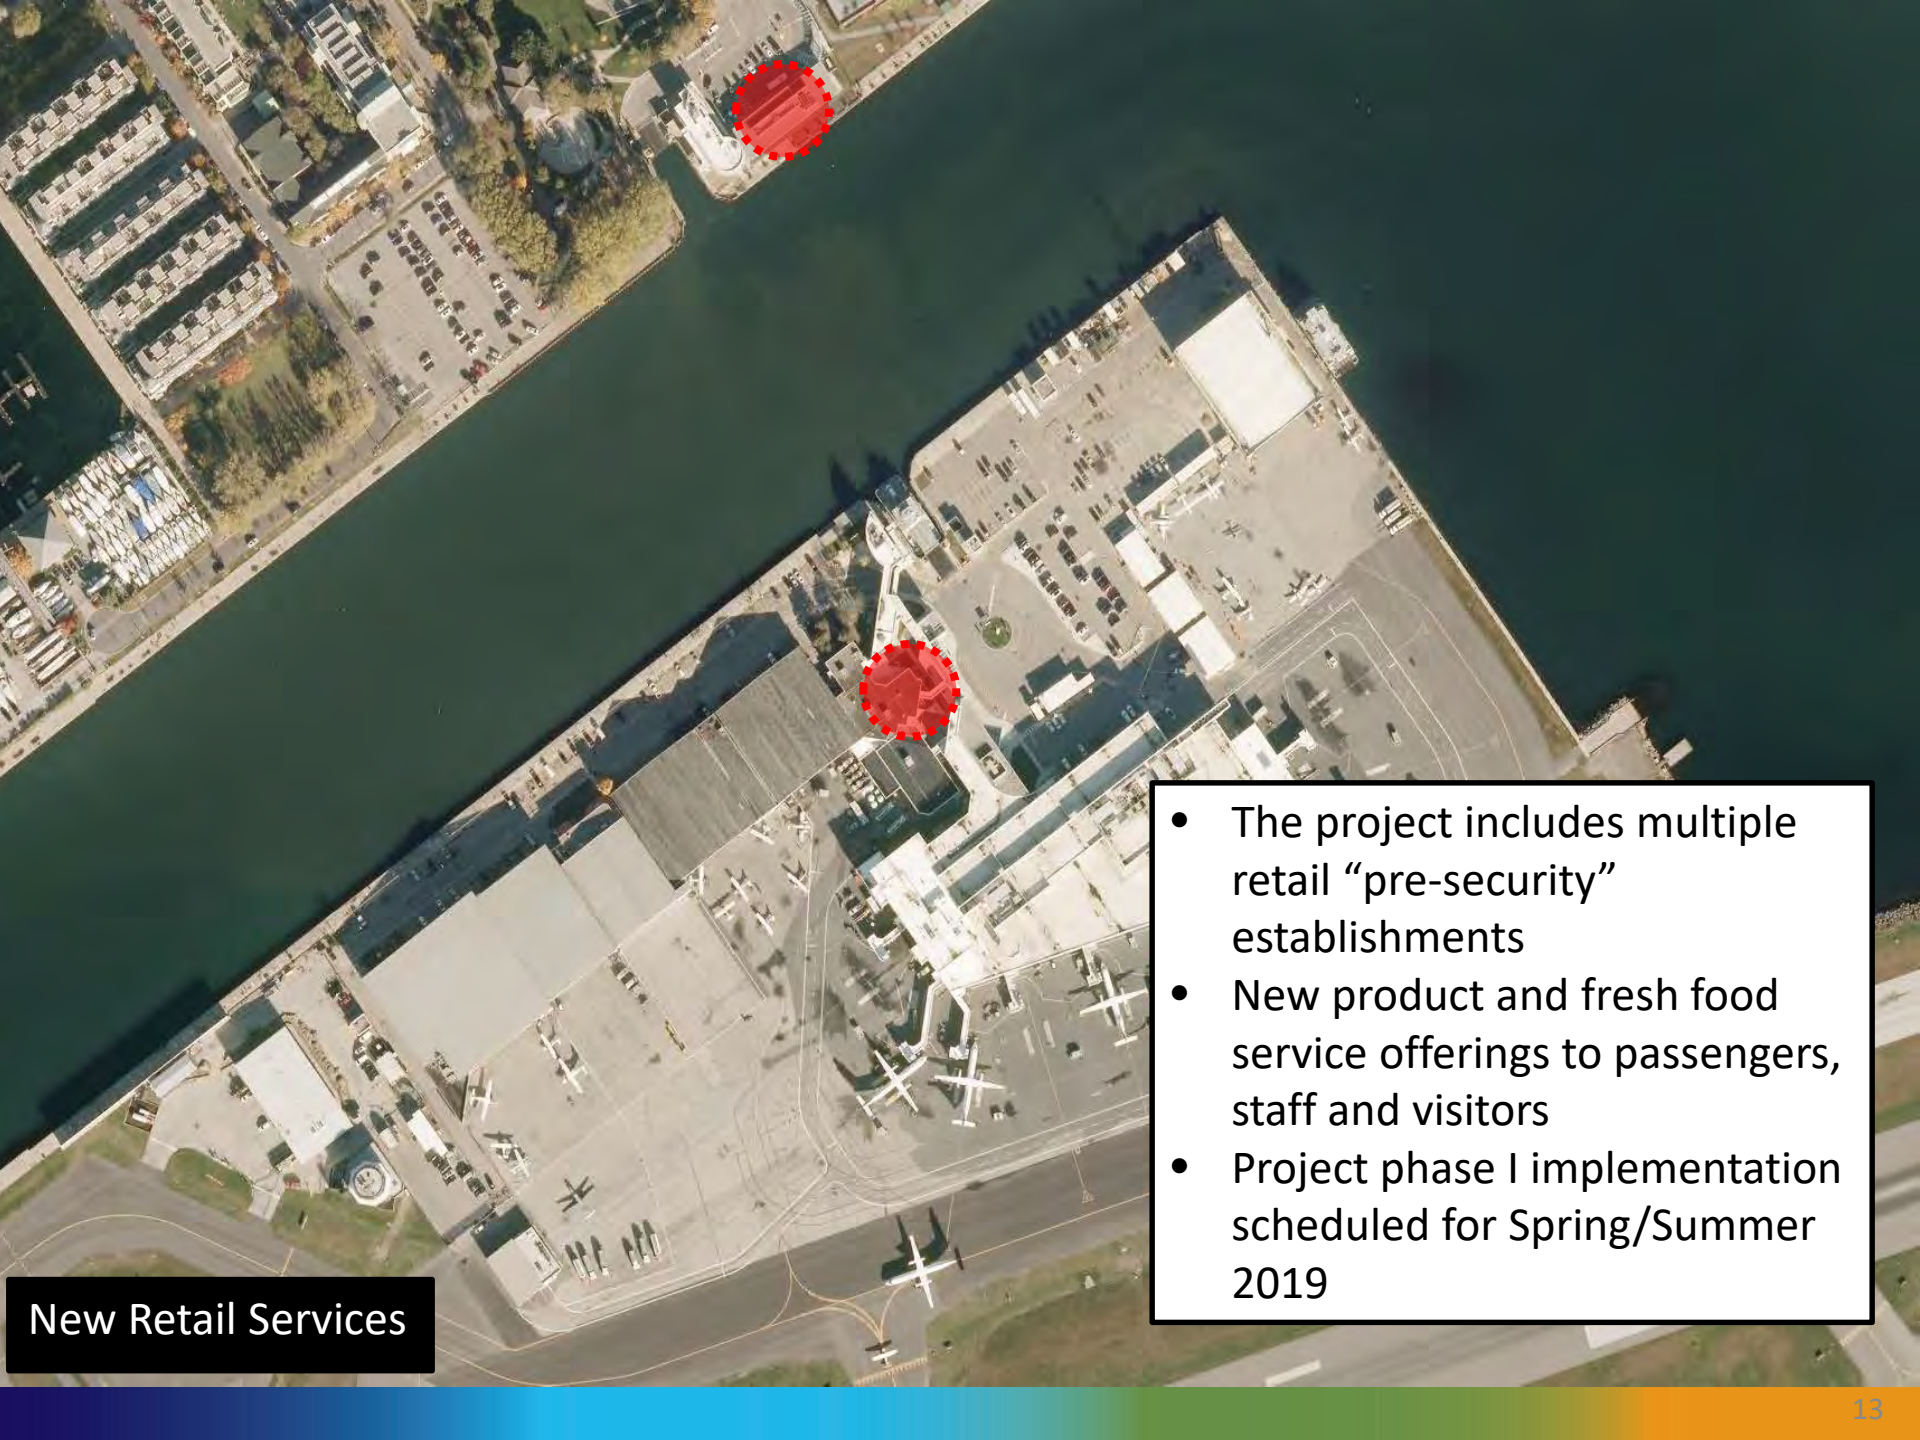 • The project includes multiple
retail “pre-security”
establishments
• New product and fresh food
service offerings to passengers,
staff and visitors
• Project phase I implementation
scheduled for Spring/Summer
2019
New Retail Services
13